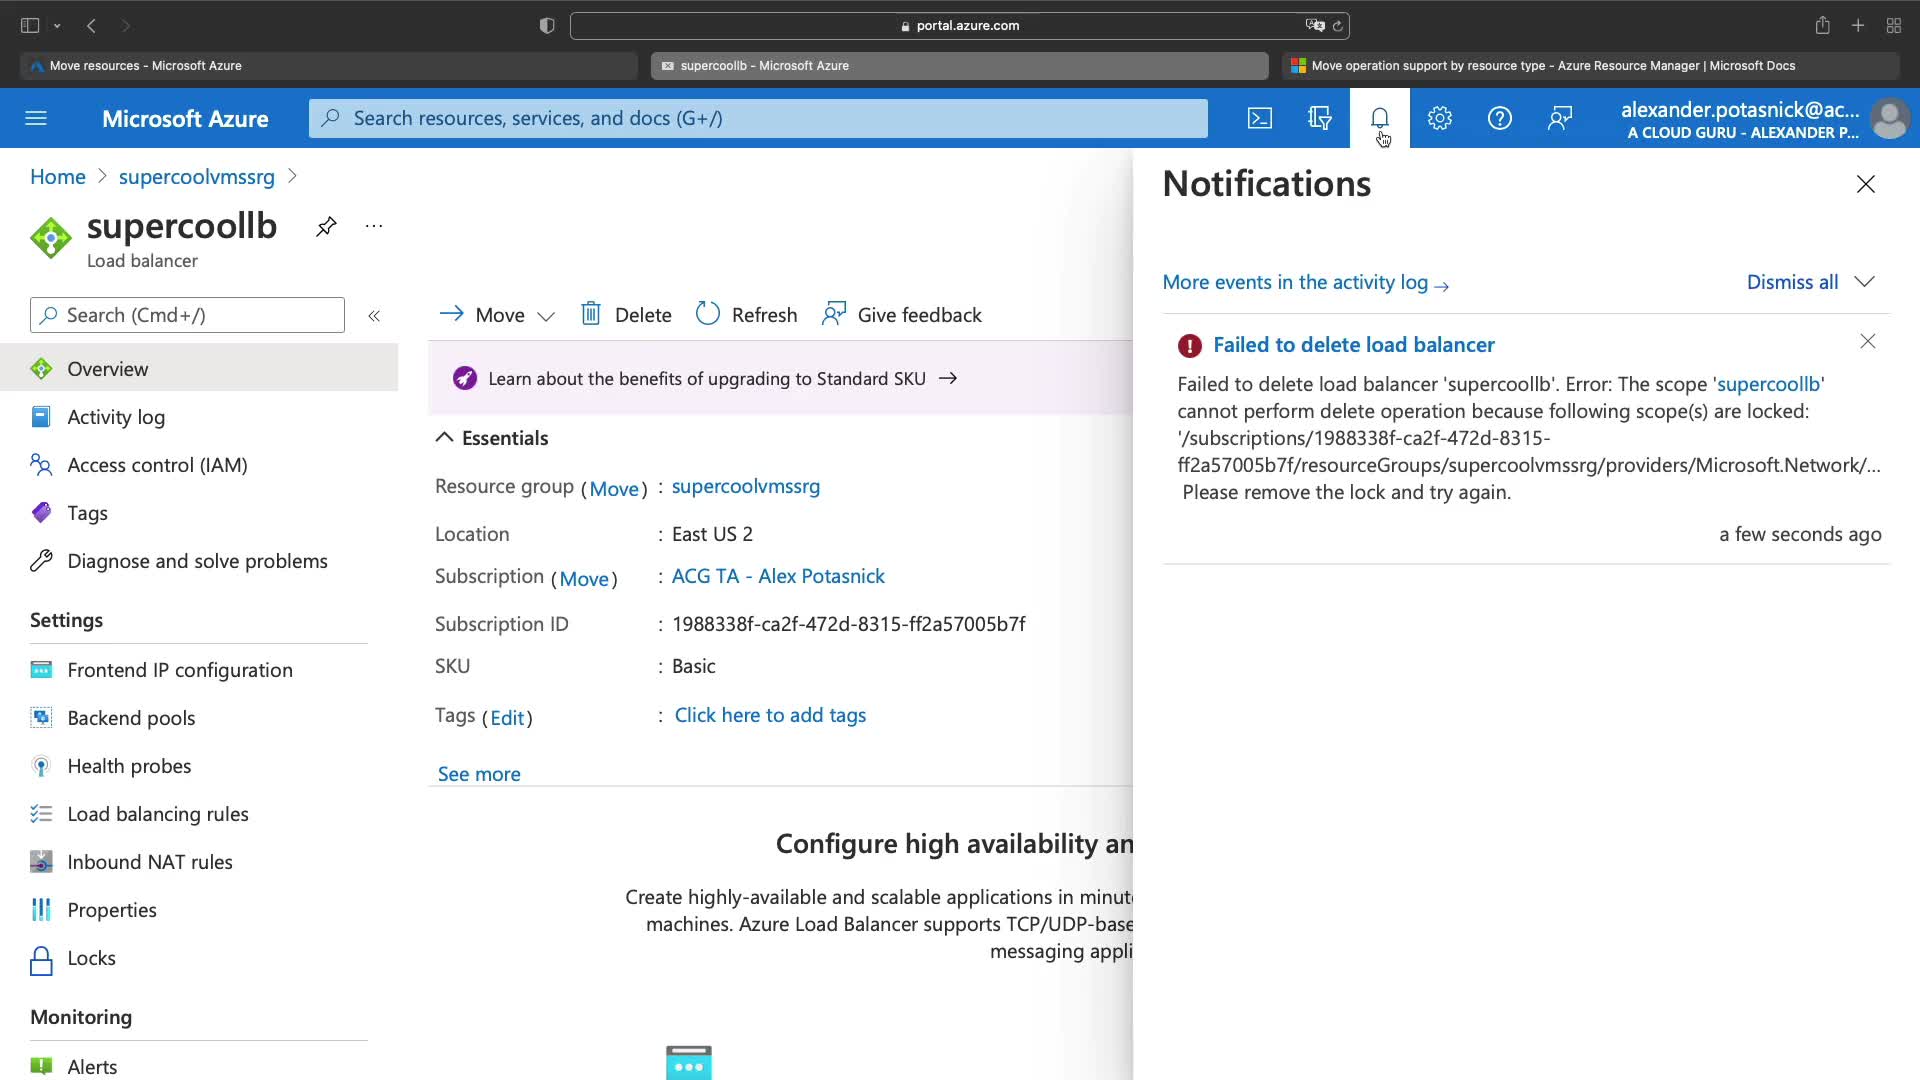 portal.azure.com
Move resources - Microsoft Azure
supercoollb - Microsoft Azure
Move operation support by resource type - Azure Resource Manager | Microsoft Docs
Microsoft Azure
Search resources, services, and docs (G+/)
alexander.potasnick@ac...
A CLOUD GURU - ALEXANDER P...
Home > supercoolvmssrg >
supercoollb
Load balancer
Search (Cmd+/)
Overview
Activity log
Access control (IAM)
Tags
Diagnose and solve problems
Settings
Frontend IP configuration
Backend pools
Health probes
Load balancing rules
Inbound NAT rules
Properties
Locks
Monitoring
Alerts
Move
Delete
Refresh
Give feedback
Learn about the benefits of upgrading to Standard SKU →
Essentials
Resource group (Move) : supercoolvmssrg
Location : East US 2
Subscription (Move) : ACG TA - Alex Potasnick
Subscription ID : 1988338f-ca2f-472d-8315-ff2a57005b7f
SKU : Basic
Tags (Edit) : Click here to add tags
See more
Configure high availability an
Create highly-available and scalable applications in minut
machines. Azure Load Balancer supports TCP/UDP-base
messaging appli
Notifications
More events in the activity log →
Dismiss all
Failed to delete load balancer
Failed to delete load balancer 'supercoollb'. Error: The scope 'supercoollb'
cannot perform delete operation because following scope(s) are locked:
'/subscriptions/1988338f-ca2f-472d-8315-
ff2a57005b7f/resourceGroups/supercoolvmssrg/providers/Microsoft.Network/...
Please remove the lock and try again.
a few seconds ago